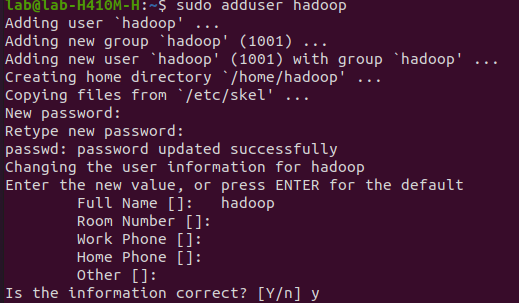 lab@lab-H410M-H:~$ sudo adduser hadoop
Adding user `hadoop' ...
Adding new group `hadoop' (1001) ...
Adding new user `hadoop' (1001) with group `hadoop' ...
Creating home directory `/home/hadoop' ...
Copying files from `/etc/skel' ...
New password:
Retype new password:
passwd: password updated successfully
Changing the user information for hadoop
Enter the new value, or press ENTER for the default
Full Name []: hadoop
Room Number []:
Work Phone []:
Home Phone []:
Other []:
Is the information correct? [Y/n] y